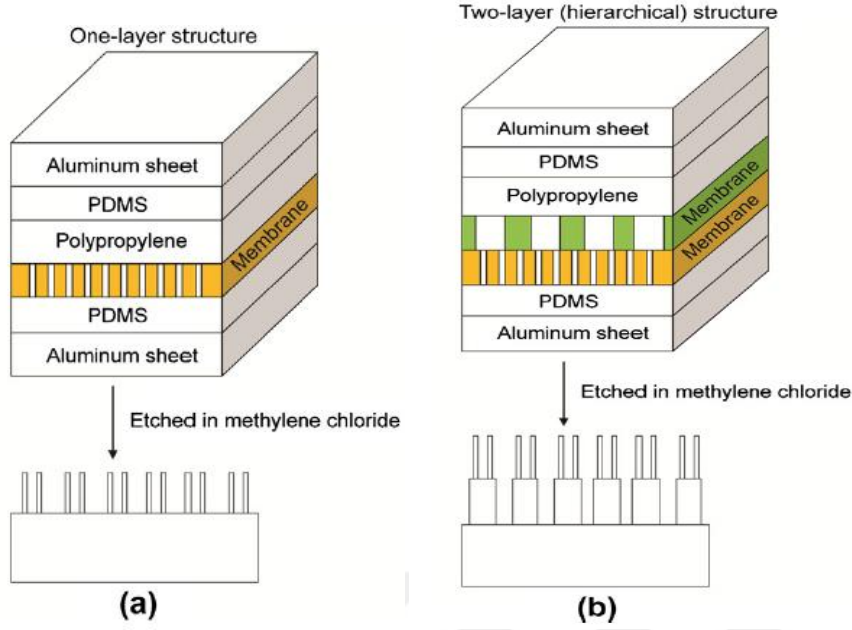 One-layer structure
Aluminum sheet
PDMS
Polypropylene
Membrane
PDMS
Aluminum sheet
Etched in methylene chloride
(a)
Two-layer (hierarchical) structure
Aluminum sheet
PDMS
Polypropylene
Membrane
Membrane
PDMS
Aluminum sheet
Etched in methylene chloride
(b)